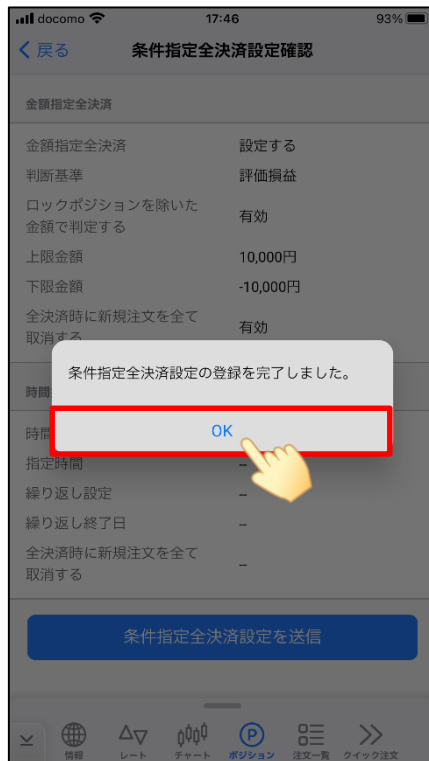 docomo 17:46 93%
戻る 条件指定全決済設定確認
金額指定全決済
金額指定全決済 設定する
判断基準 評価損益
ロックポジションを除いた
金額で判定する 有効
上限金額 10,000円
下限金額 -10,000円
全決済時に新規注文を全て
取消する 有効
条件指定全決済設定の登録を完了しました。
時間
OK
時間
指定時間 --
繰り返し設定 --
繰り返し終了日 --
全決済時に新規注文を全て
取消する --
条件指定全決済設定を送信
情報 レート チャート ポジション 注文一覧 クイック注文